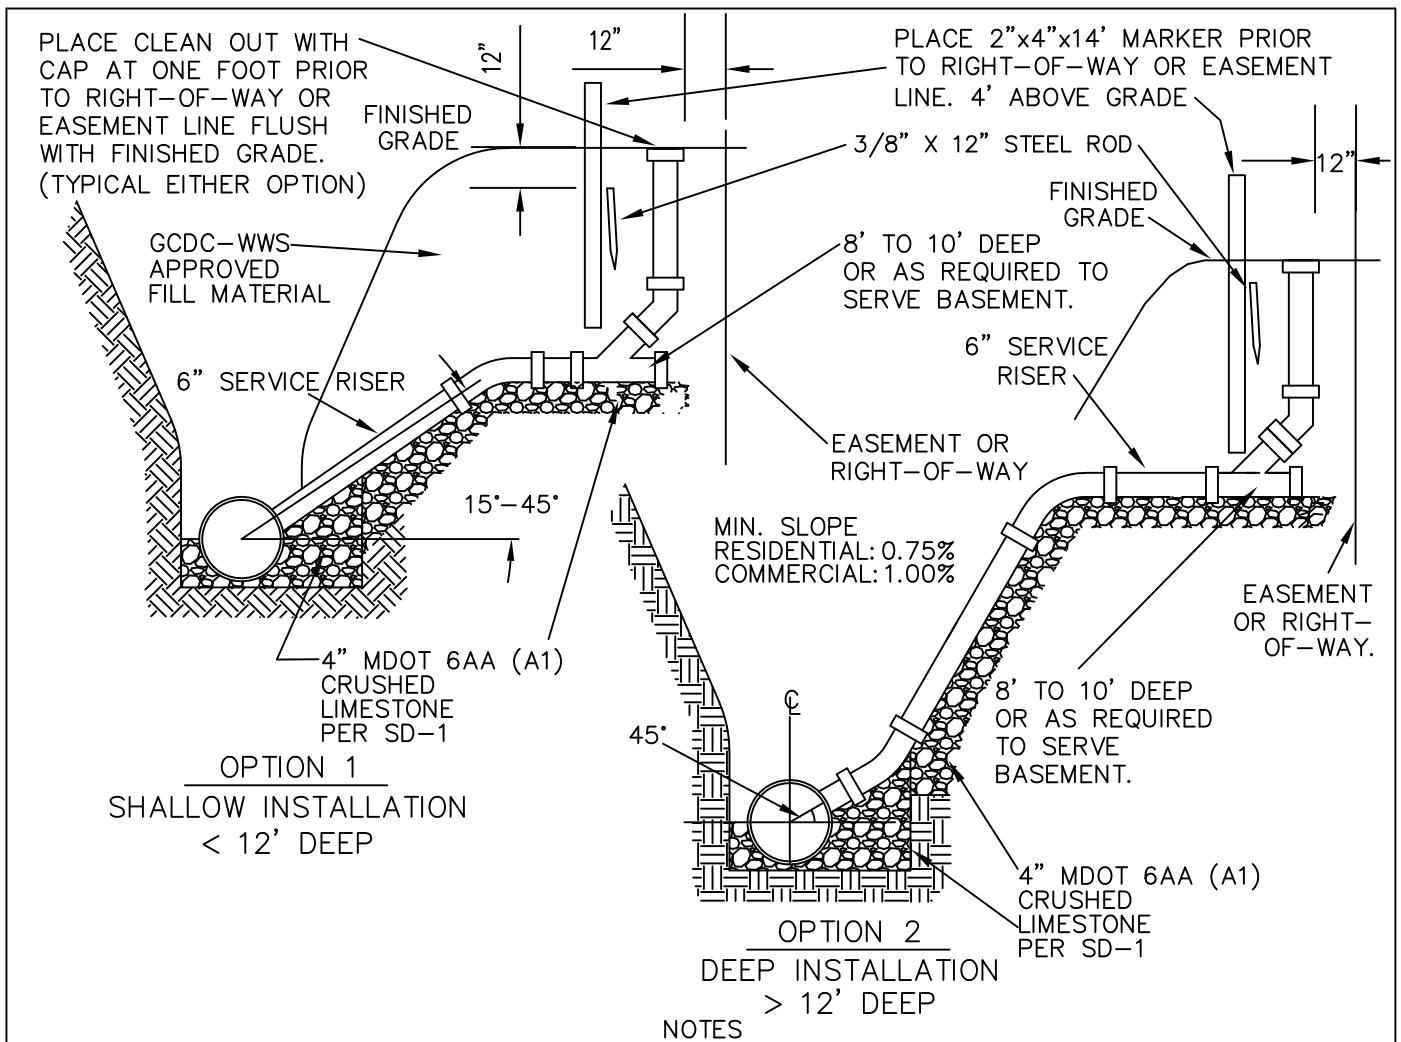 PLACE CLEAN OUT WITH
CAP AT ONE FOOT PRIOR
TO RIGHT-OF-WAY OR
EASEMENT LINE FLUSH
WITH FINISHED GRADE.
(TYPICAL EITHER OPTION)
12"
12"
FINISHED
GRADE
PLACE 2"x4"x14' MARKER PRIOR
TO RIGHT-OF-WAY OR EASEMENT
LINE. 4' ABOVE GRADE
3/8" X 12" STEEL ROD
12"
FINISHED
GRADE
GCDC-WWS
APPROVED
FILL MATERIAL
8' TO 10' DEEP
OR AS REQUIRED TO
SERVE BASEMENT.
6" SERVICE RISER
6" SERVICE
RISER
EASEMENT OR
RIGHT-OF-WAY
15°-45°
MIN. SLOPE
RESIDENTIAL: 0.75%
COMMERCIAL: 1.00%
EASEMENT
OR RIGHT-
OF-WAY.
4" MDOT 6AA (A1)
CRUSHED
LIMESTONE
PER SD-1
8' TO 10' DEEP
OR AS REQUIRED
TO SERVE
BASEMENT.
℄
45°
OPTION 1
SHALLOW INSTALLATION
< 12' DEEP
4" MDOT 6AA (A1)
CRUSHED
LIMESTONE
PER SD-1
OPTION 2
DEEP INSTALLATION
> 12' DEEP
NOTES